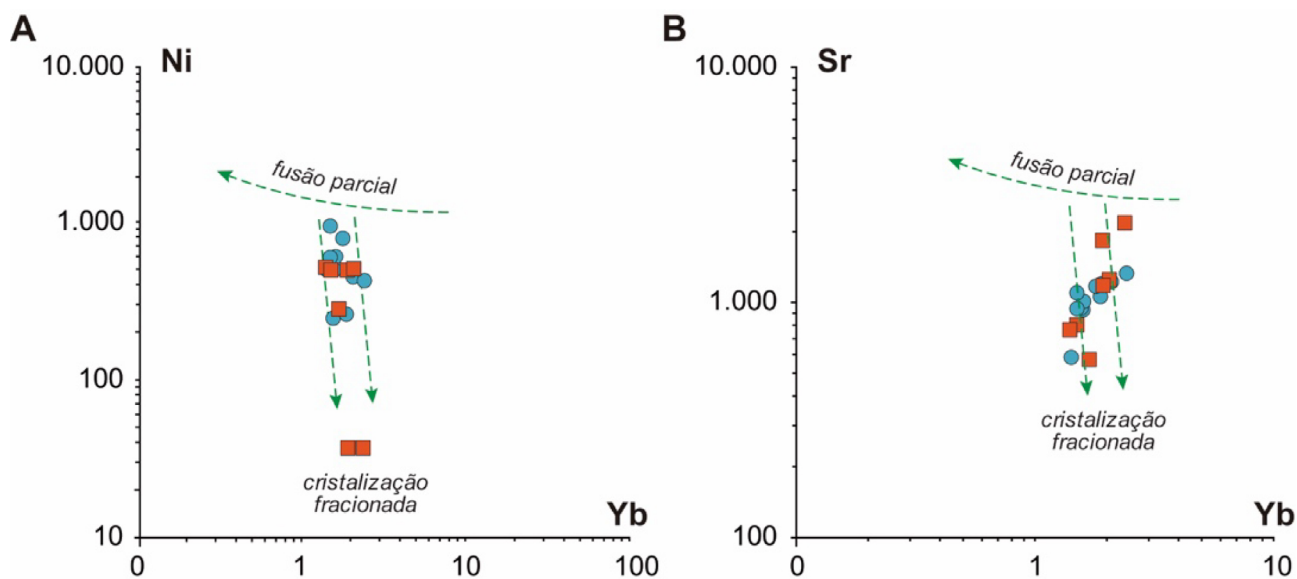 A
Ni
10.000
1.000
100
10
fusão parcial
cristalização
fracionada
Yb
0
1
10
100
B
Sr
10.000
1.000
100
fusão parcial
cristalização
fracionada
Yb
0
1
10